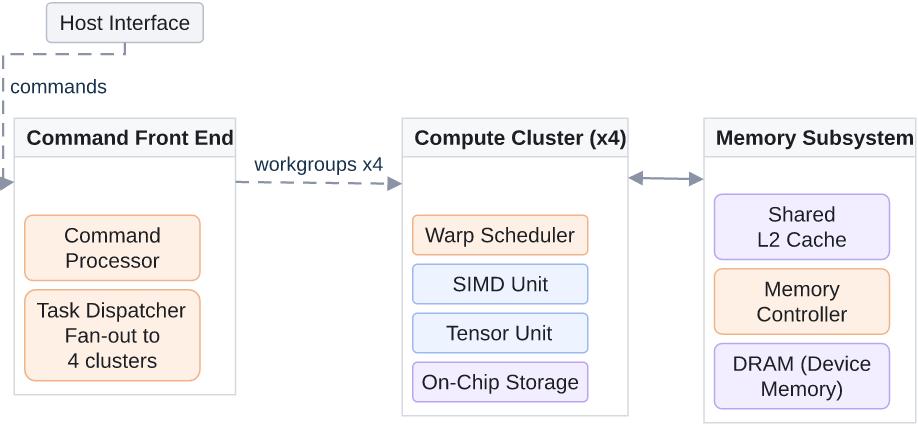 Host Interface
commands
Command Front End
workgroups x4
Compute Cluster (x4)
Memory Subsystem
Command
Processor
Task Dispatcher
Fan-out to
4 clusters
Warp Scheduler
SIMD Unit
Tensor Unit
On-Chip Storage
Shared
L2 Cache
Memory
Controller
DRAM (Device
Memory)